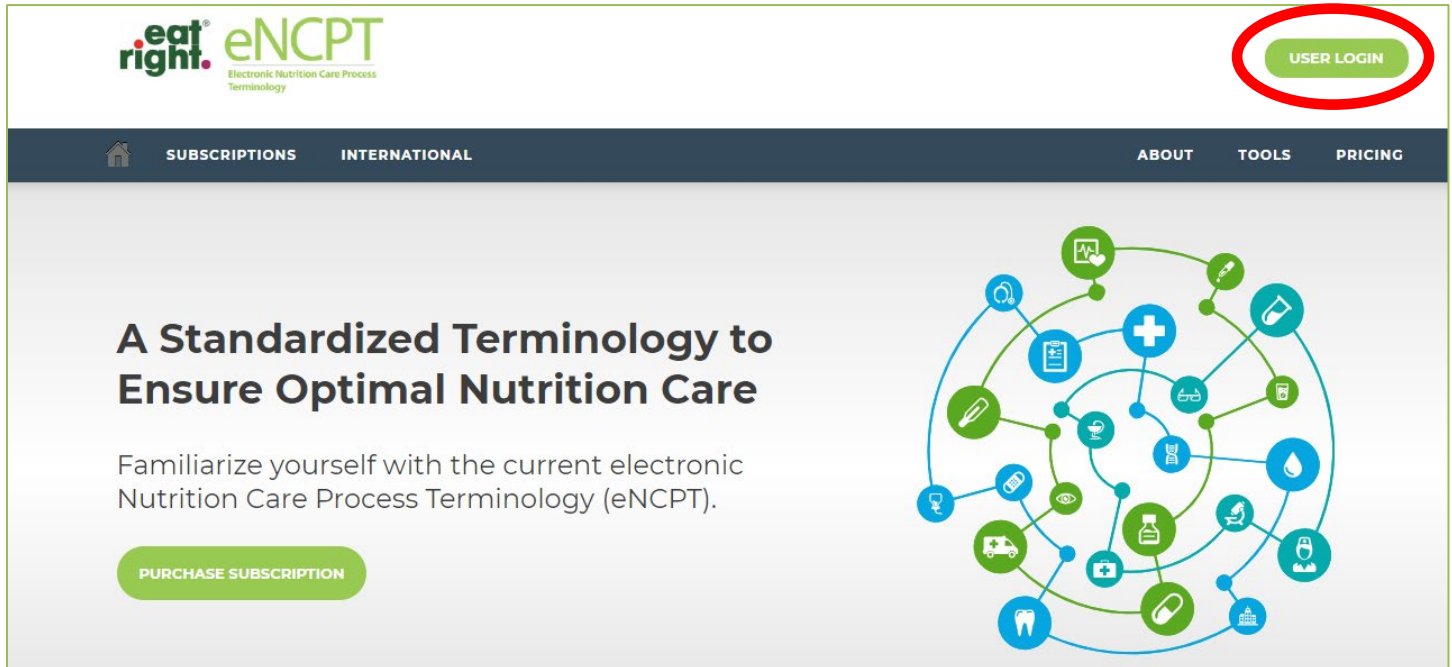 eat® right.
eNCPT
Electronic Nutrition Care Process
Terminology
USER LOGIN
SUBSCRIPTIONS INTERNATIONAL ABOUT TOOLS PRICING
A Standardized Terminology to
Ensure Optimal Nutrition Care
Familiarize yourself with the current electronic
Nutrition Care Process Terminology (eNCPT).
PURCHASE SUBSCRIPTION